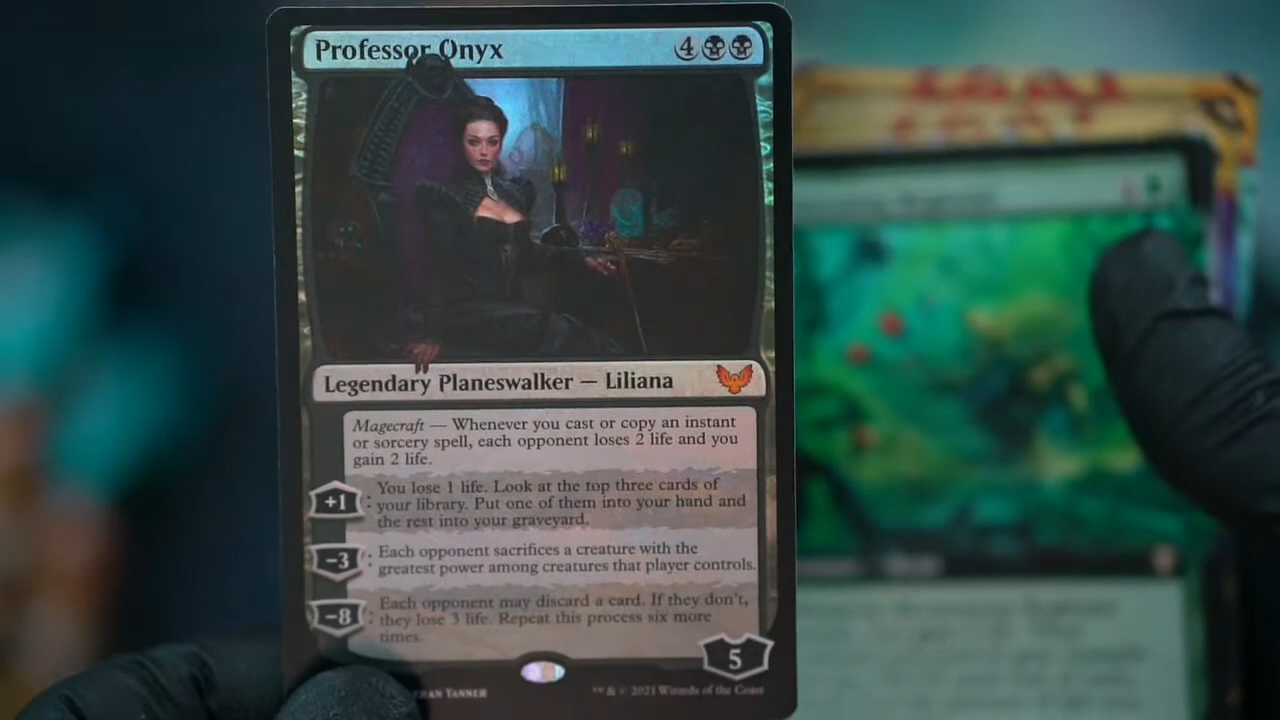 Professor Onyx
4
Legendary Planeswalker — Liliana
Magecraft — Whenever you cast or copy an instant
or sorcery spell, each opponent loses 2 life and you
gain 2 life.
+1: You lose 1 life. Look at the top three cards of
your library. Put one of them into your hand and
the rest into your graveyard.
−3: Each opponent sacrifices a creature with the
greatest power among creatures that player controls.
−8: Each opponent may discard a card. If they don't,
they lose 3 life. Repeat this process six more
times.
5
TANNER
™ & © 2021 Wizards of the Coast